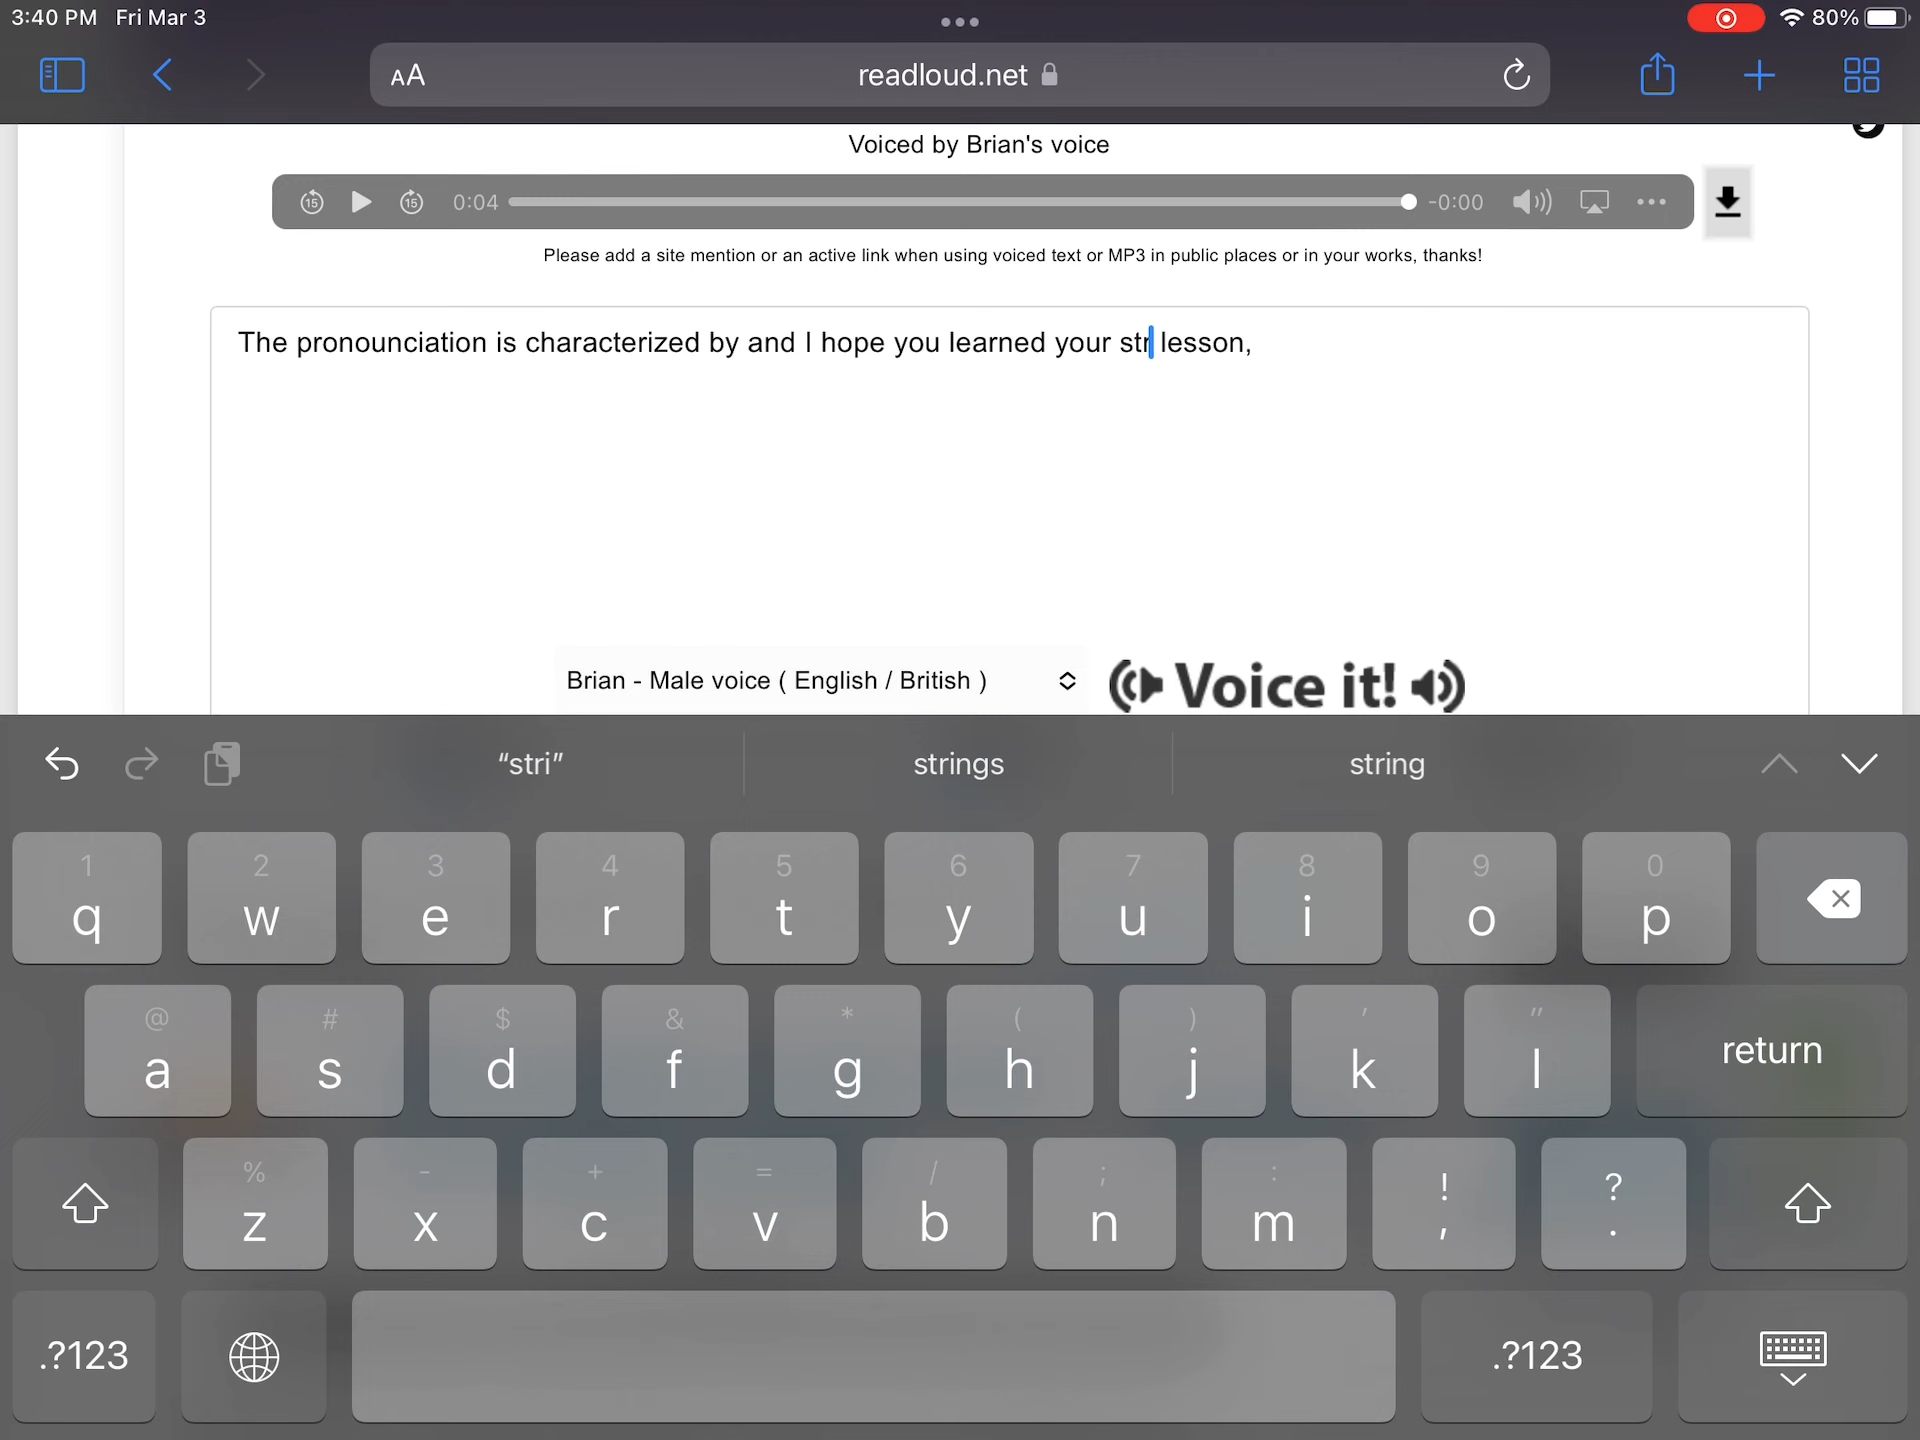 3:40 PM Fri Mar 3
80%
AA
readloud.net
Voiced by Brian's voice
15
15
0:04
-0:00
Please add a site mention or an active link when using voiced text or MP3 in public places or in your works, thanks!
The pronounciation is characterized by and I hope you learned your str lesson,
Brian - Male voice ( English / British )
Voice it!
“stri”
strings
string
1 2 3 4 5 6 7 8 9 0
q w e r t y u i o p
@ # $ & * ( ) ' "
a s d f g h j k l return
% - + = / ; : ! ?
z x c v b n m , .
.?123
.?123